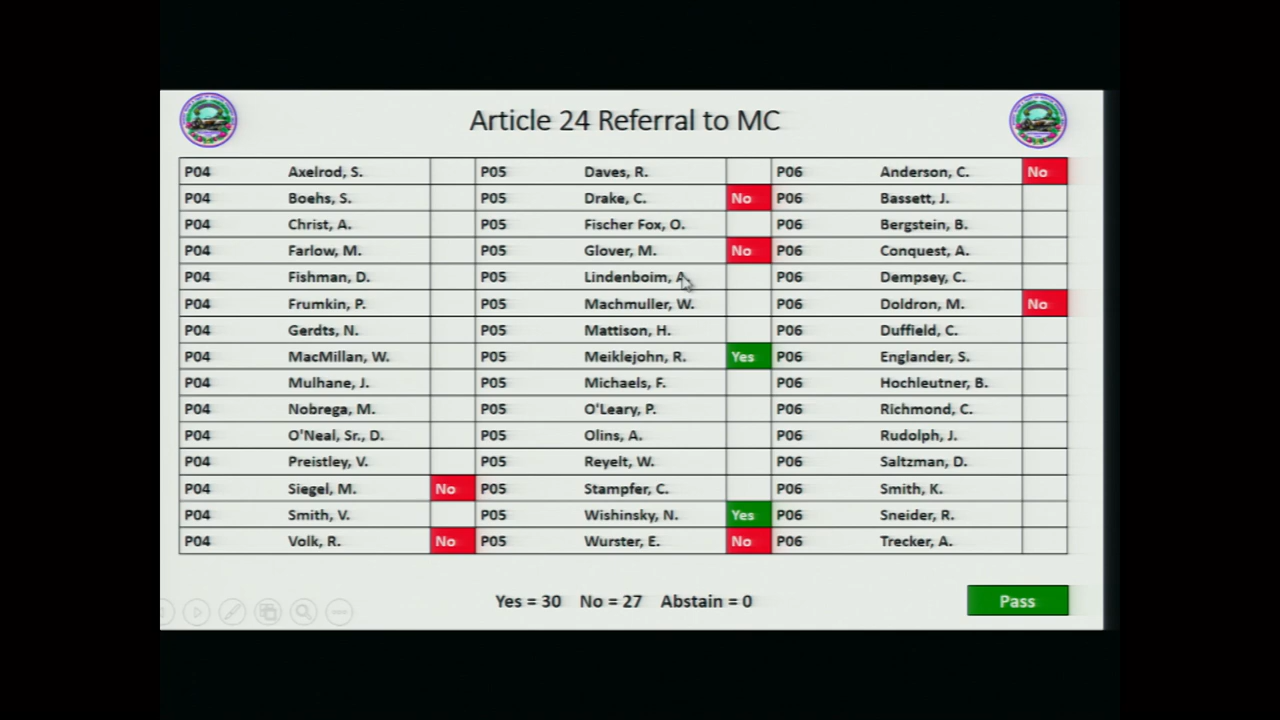 Article 24 Referral to MC
P04 Axelrod, S. P05 Daves, R. P06 Anderson, C. No
P04 Boehs, S. P05 Drake, C. No P06 Bassett, J.
P04 Christ, A. P05 Fischer Fox, O. P06 Bergstein, B.
P04 Farlow, M. P05 Glover, M. No P06 Conquest, A.
P04 Fishman, D. P05 Lindenboim, A. P06 Dempsey, C.
P04 Frumkin, P. P05 Machmuller, W. P06 Doldron, M. No
P04 Gerdts, N. P05 Mattison, H. P06 Duffield, C.
P04 MacMillan, W. P05 Meiklejohn, R. Yes P06 Englander, S.
P04 Mulhane, J. P05 Michaels, F. P06 Hochleutner, B.
P04 Nobrega, M. P05 O'Leary, P. P06 Richmond, C.
P04 O'Neal, Sr., D. P05 Olins, A. P06 Rudolph, J.
P04 Preistley, V. P05 Reyelt, W. P06 Saltzman, D.
P04 Siegel, M. No P05 Stampfer, C. P06 Smith, K.
P04 Smith, V. P05 Wishinsky, N. Yes P06 Sneider, R.
P04 Volk, R. No P05 Wurster, E. No P06 Trecker, A.
Yes = 30 No = 27 Abstain = 0 Pass